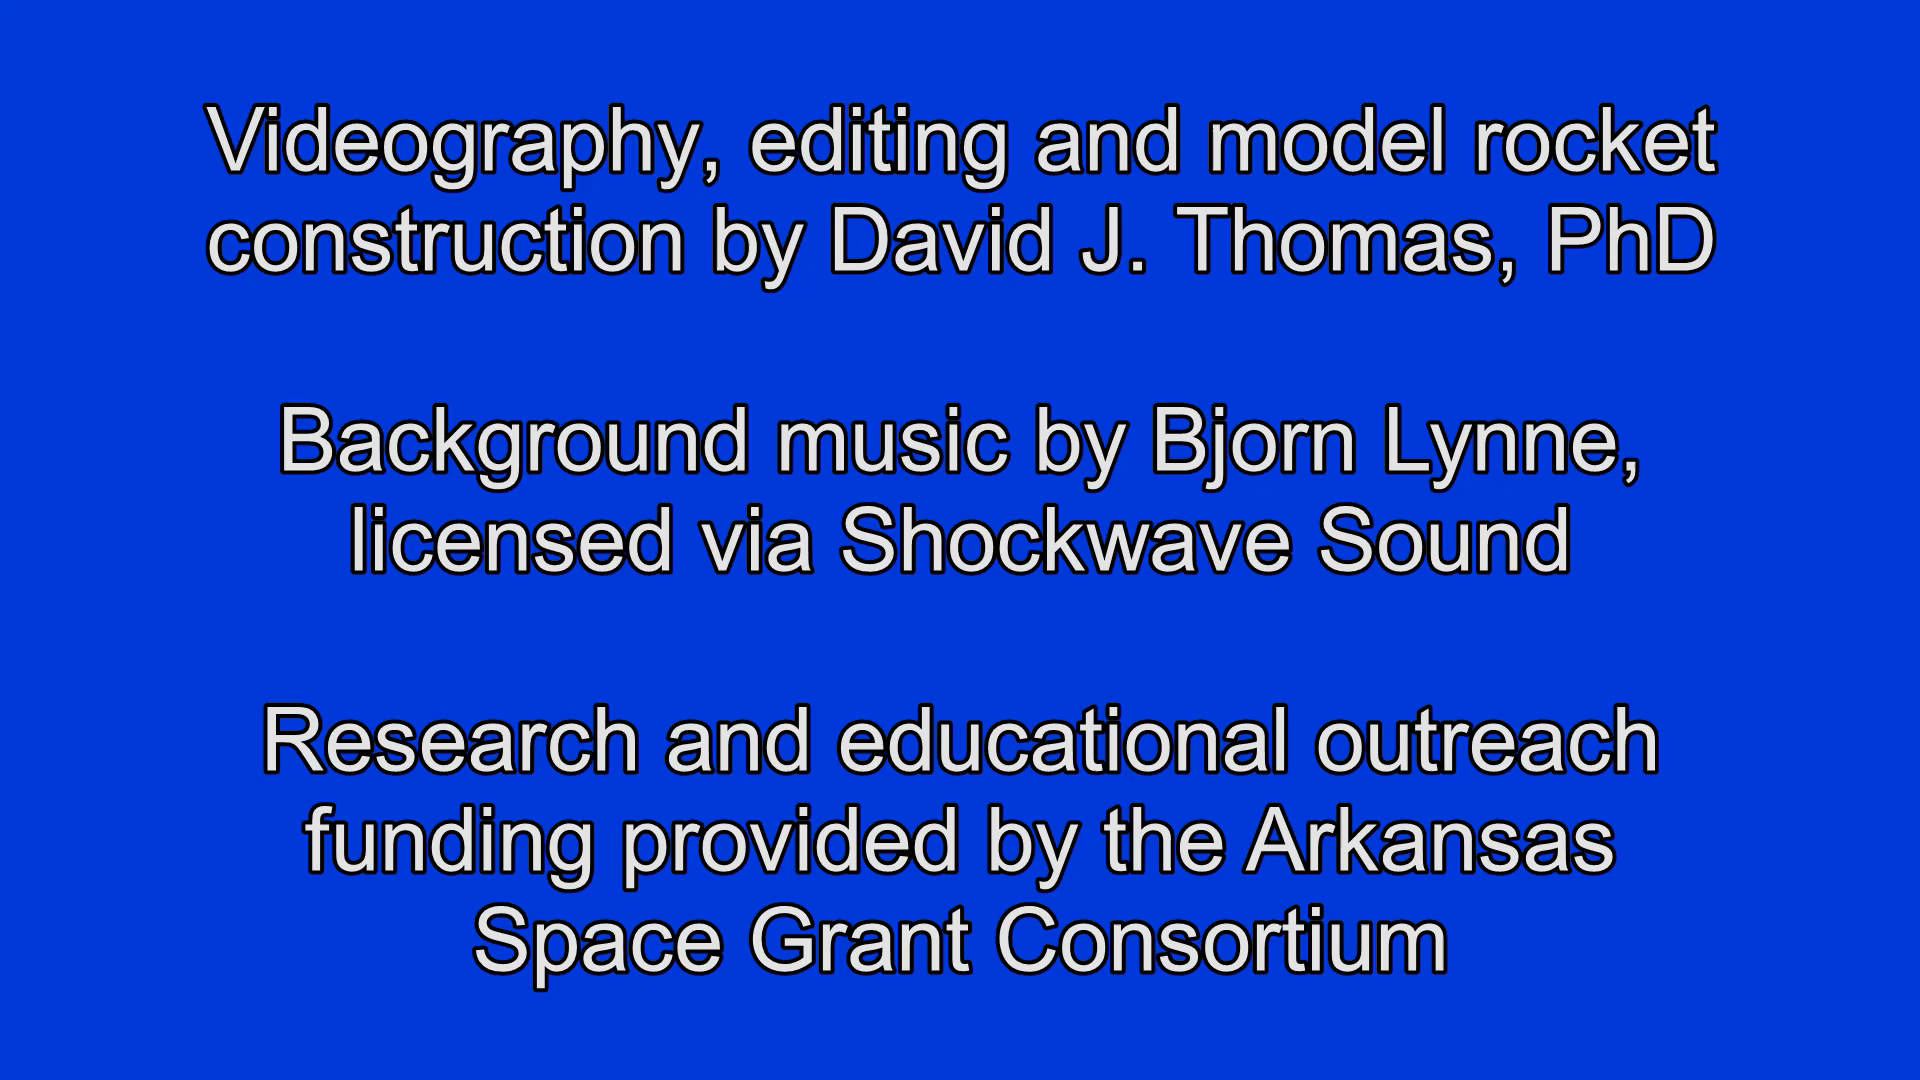 Videography, editing and model rocket
construction by David J. Thomas, PhD
Background music by Bjorn Lynne,
licensed via Shockwave Sound
Research and educational outreach
funding provided by the Arkansas
Space Grant Consortium